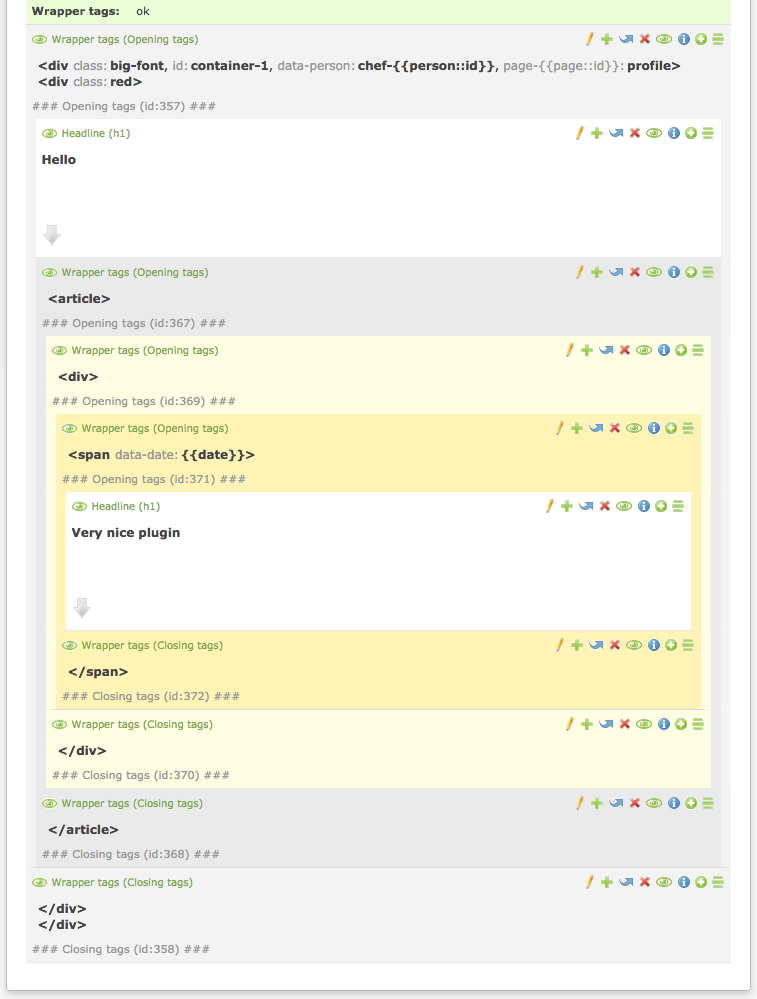 Wrapper tags: ok
Wrapper tags (Opening tags)
<div class: big-font, id: container-1, data-person: chef-{{person::id}}, page-{{page::id}}: profile>
<div class: red>
### Opening tags (id:357) ###
Headline (h1)
Hello
Wrapper tags (Opening tags)
<article>
### Opening tags (id:367) ###
Wrapper tags (Opening tags)
<div>
### Opening tags (id:369) ###
Wrapper tags (Opening tags)
<span data-date: {{date}}>
### Opening tags (id:371) ###
Headline (h1)
Very nice plugin
Wrapper tags (Closing tags)
</span>
### Closing tags (id:372) ###
Wrapper tags (Closing tags)
</div>
### Closing tags (id:370) ###
Wrapper tags (Closing tags)
</article>
### Closing tags (id:368) ###
Wrapper tags (Closing tags)
</div>
</div>
### Closing tags (id:358) ###